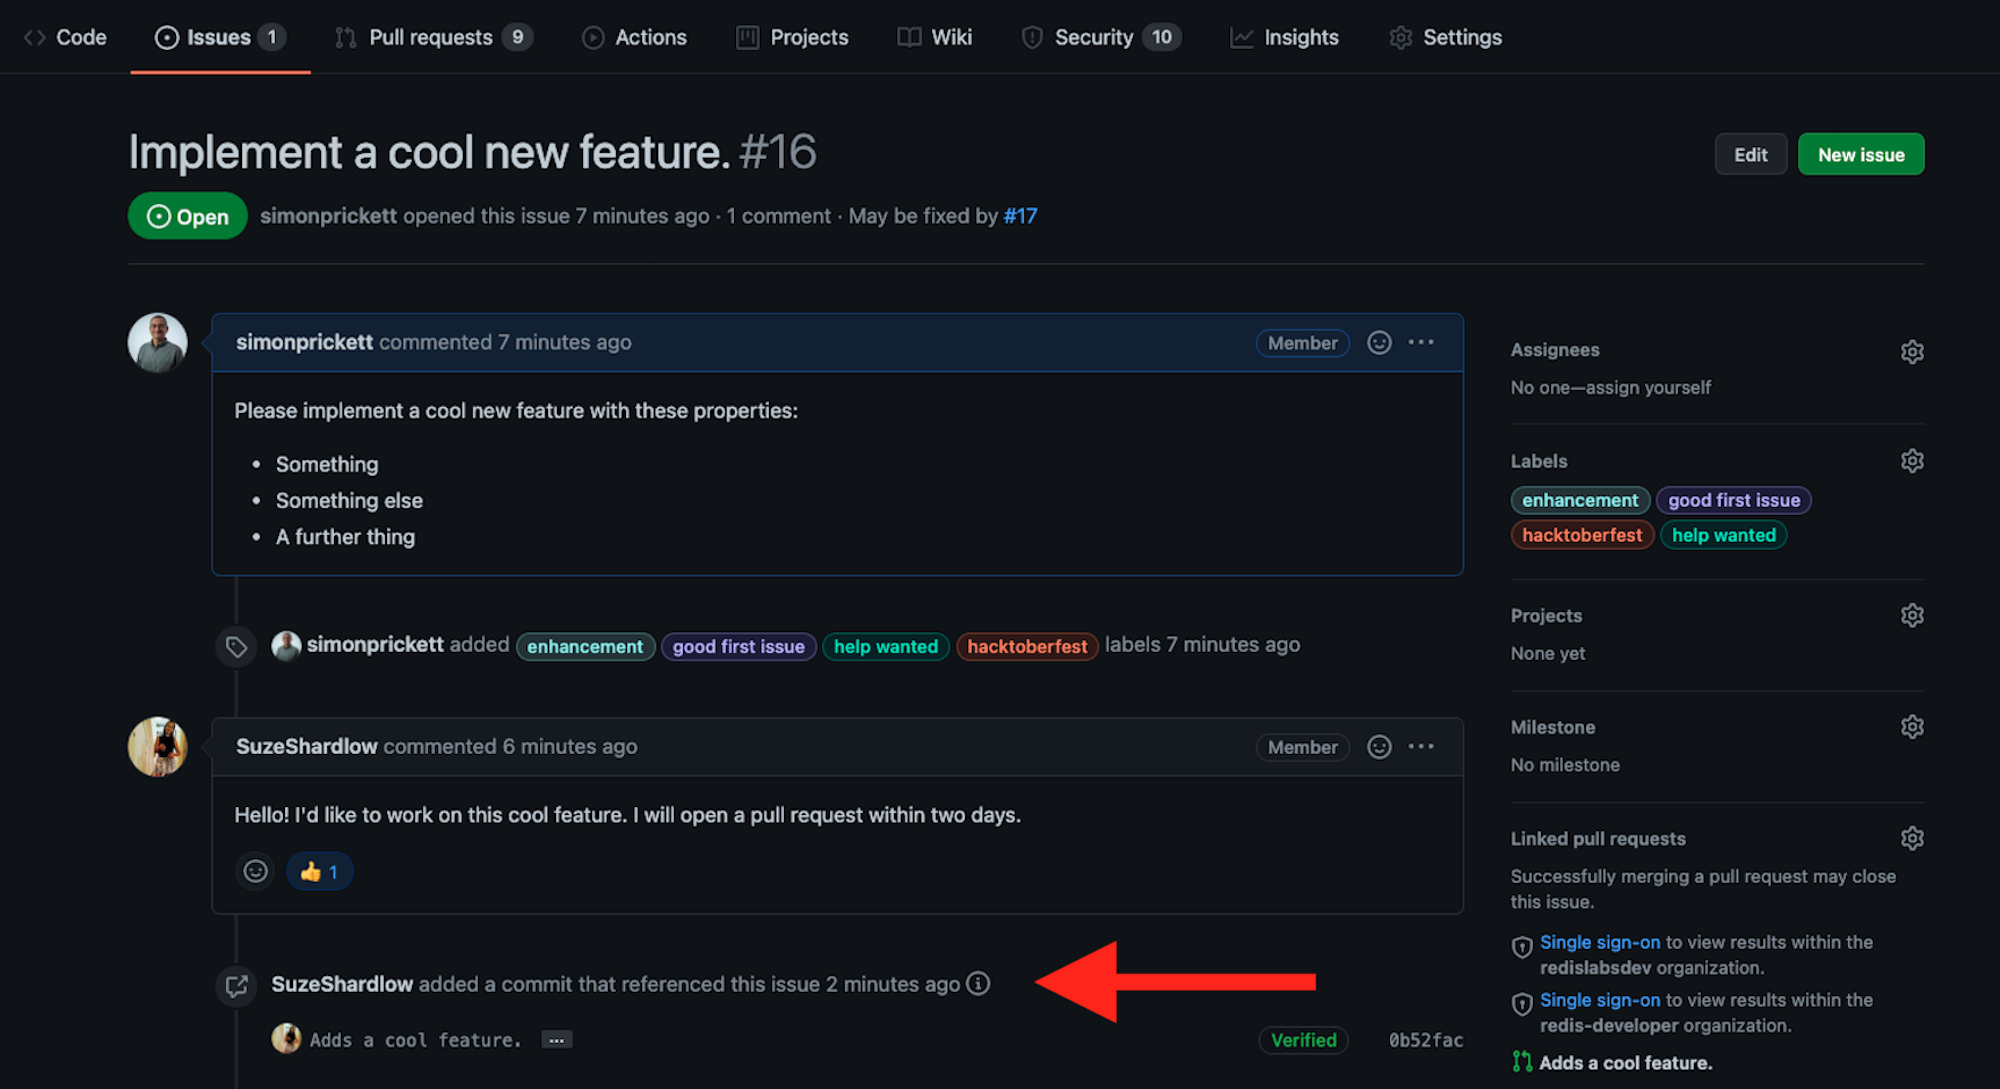 Code Issues 1 Pull requests 9 Actions Projects Wiki Security 10 Insights Settings
Implement a cool new feature. #16
Edit New issue
Open simonprickett opened this issue 7 minutes ago · 1 comment · May be fixed by #17
simonprickett commented 7 minutes ago Member
Please implement a cool new feature with these properties:
• Something
• Something else
• A further thing
simonprickett added enhancement good first issue help wanted hacktoberfest labels 7 minutes ago
SuzeShardlow commented 6 minutes ago Member
Hello! I'd like to work on this cool feature. I will open a pull request within two days.
👍 1
SuzeShardlow added a commit that referenced this issue 2 minutes ago
Adds a cool feature. ... Verified 0b52fac
Assignees
No one—assign yourself
Labels
enhancement good first issue
hacktoberfest help wanted
Projects
None yet
Milestone
No milestone
Linked pull requests
Successfully merging a pull request may close
this issue.
Single sign-on to view results within the
redislabsdev organization.
Single sign-on to view results within the
redis-developer organization.
Adds a cool feature.